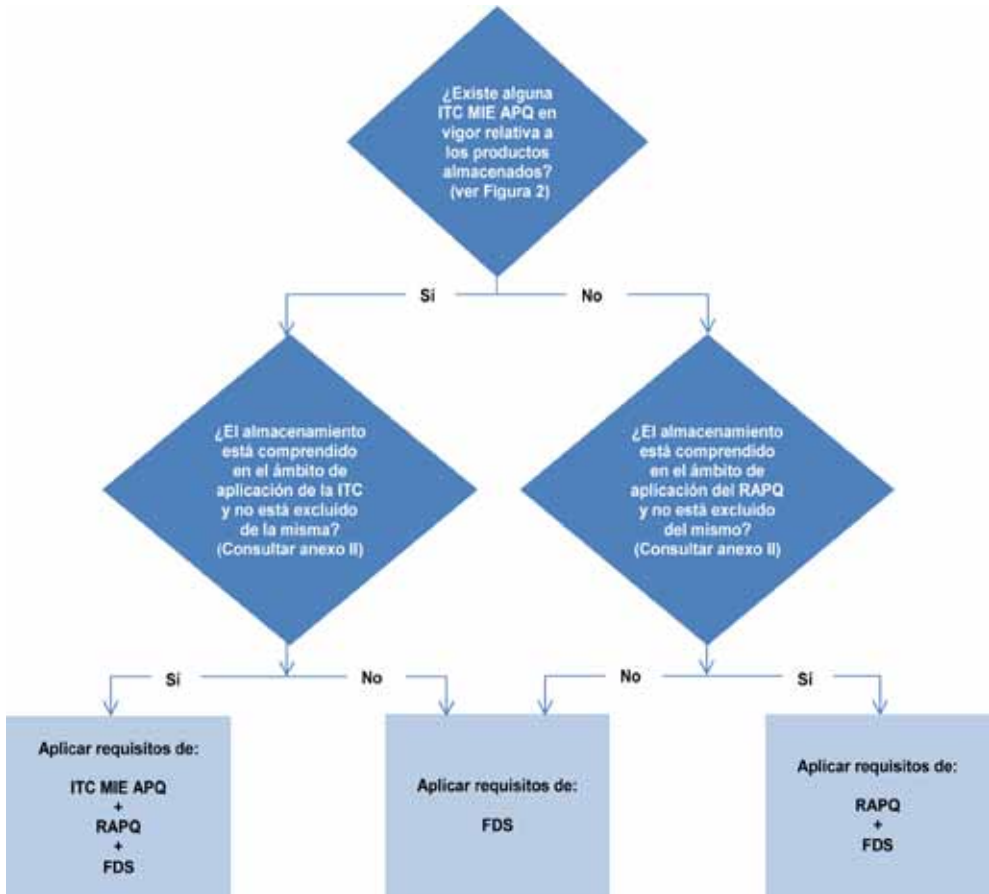 ¿Existe alguna
ITC MIE APQ en
vigor relativa a
los productos
almacenados?
(ver Figura 2)
Sí
No
¿El almacenamiento
está comprendido
en el ámbito de
aplicación de la ITC
y no está excluido
de la misma?
(Consultar anexo II)
¿El almacenamiento
está comprendido
en el ámbito de
aplicación del RAPQ
y no está excluido
del mismo?
(Consultar anexo II)
Sí
No
No
Sí
Aplicar requisitos de:
ITC MIE APQ
+
RAPQ
+
FDS
Aplicar requisitos de:
FDS
Aplicar requisitos de:
RAPQ
+
FDS